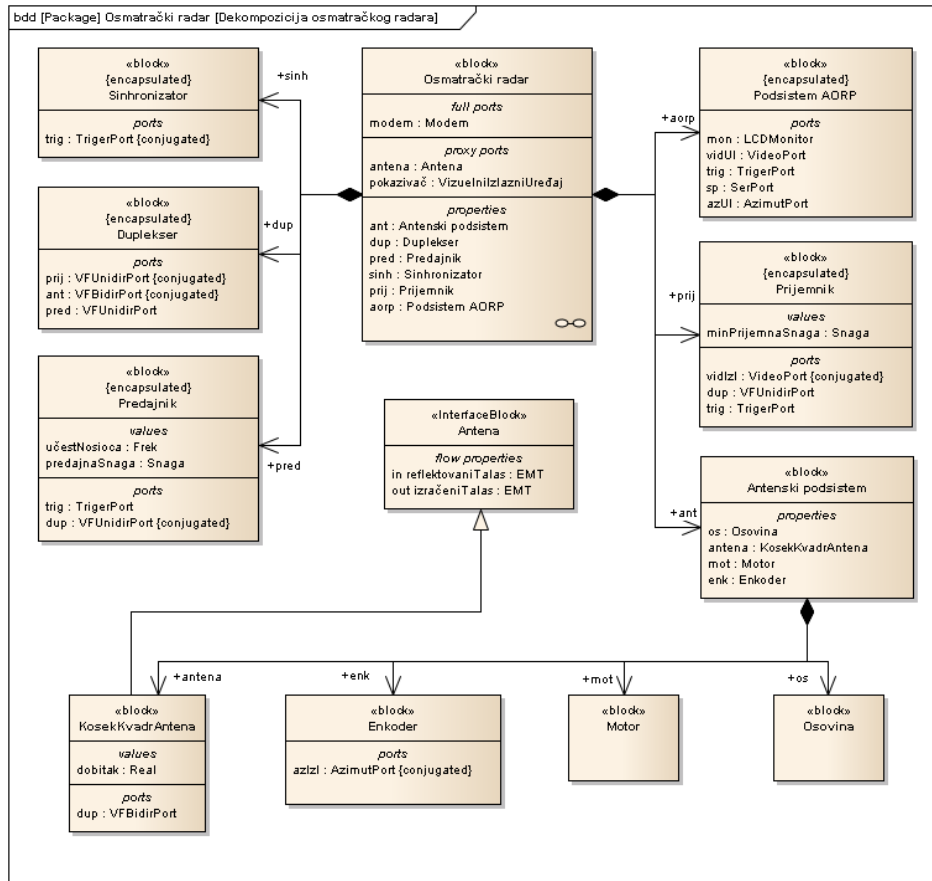 bdd [Package] Osmatrački radar [Dekompozicija osmatračkog radara]
«block»
{encapsulated}
Sinhronizator
ports
trig : TrigerPort {conjugated}
+sinh
«block»
{encapsulated}
Duplekser
ports
prij : VFUnidirPort {conjugated}
ant : VFBidirPort {conjugated}
pred : VFUnidirPort
+dup
«block»
{encapsulated}
Predajnik
values
učestNosioca : Frek
predajnaSnaga : Snaga
ports
trig : TrigerPort
dup : VFUnidirPort {conjugated}
+pred
«block»
Osmatrački radar
full ports
modem : Modem
proxy ports
antena : Antena
pokazivač : VizuelniIzlazniUređaj
properties
ant : Antenski podsistem
dup : Duplekser
pred : Predajnik
sinh : Sinhronizator
prij : Prijemnik
aorp : Podsistem AORP
«InterfaceBlock»
Antena
flow properties
in reflektovaniTalas : EMT
out izračeniTalas : EMT
+aorp
«block»
{encapsulated}
Podsistem AORP
ports
mon : LCDMonitor
vidUl : VideoPort
trig : TrigerPort
sp : SerPort
azUl : AzimutPort
+prij
«block»
{encapsulated}
Prijemnik
values
minPrijemnaSnaga : Snaga
ports
vidIzl : VideoPort {conjugated}
dup : VFUnidirPort
trig : TrigerPort
+ant
«block»
Antenski podsistem
properties
os : Osovina
antena : KosekKvadrAntena
mot : Motor
enk : Enkoder
+antena
+enk
+mot
+os
«block»
KosekKvadrAntena
values
dobitak : Real
ports
dup : VFBidirPort
«block»
Enkoder
ports
azIzl : AzimutPort {conjugated}
«block»
Motor
«block»
Osovina